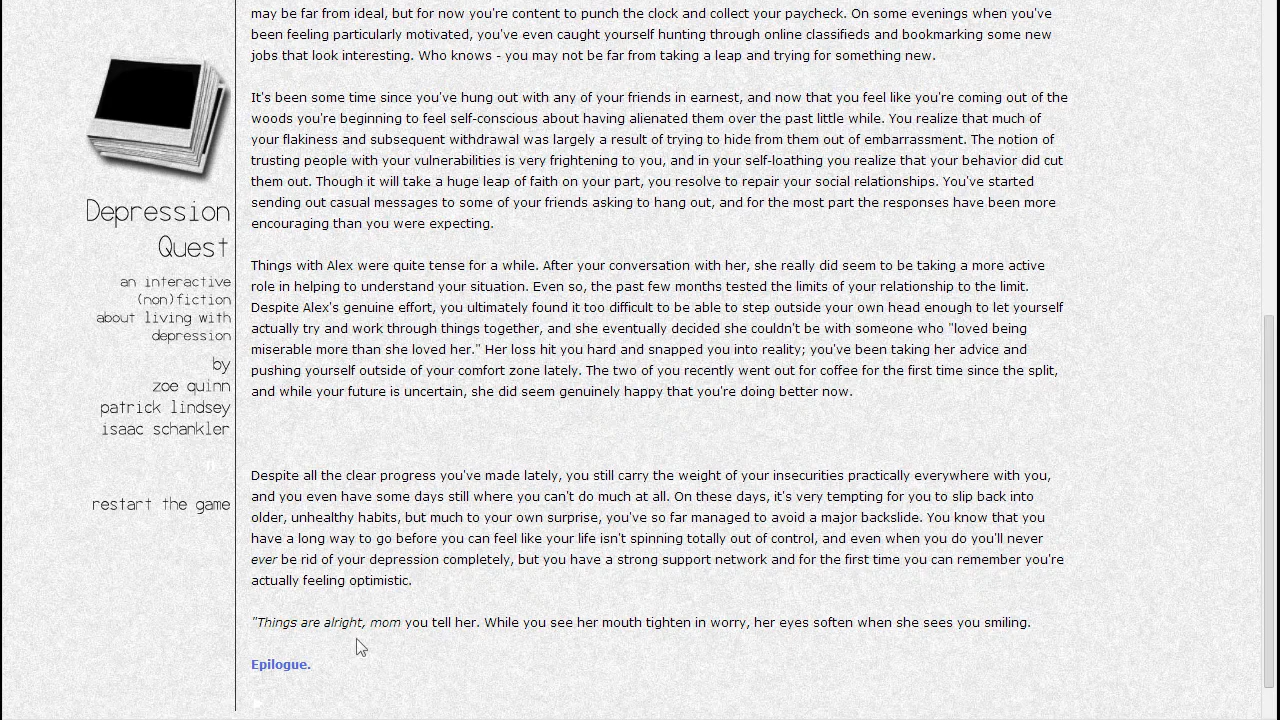 Depression
Quest
an interactive
(non)fiction
about living with
depression
by
zoe quinn
patrick lindsey
isaac schankler
restart the game
may be far from ideal, but for now you're content to punch the clock and collect your paycheck. On some evenings when you've
been feeling particularly motivated, you've even caught yourself hunting through online classifieds and bookmarking some new
jobs that look interesting. Who knows - you may not be far from taking a leap and trying for something new.
It's been some time since you've hung out with any of your friends in earnest, and now that you feel like you're coming out of the
woods you're beginning to feel self-conscious about having alienated them over the past little while. You realize that much of
your flakiness and subsequent withdrawal was largely a result of trying to hide from them out of embarrassment. The notion of
trusting people with your vulnerabilities is very frightening to you, and in your self-loathing you realize that your behavior did cut
them out. Though it will take a huge leap of faith on your part, you resolve to repair your social relationships. You've started
sending out casual messages to some of your friends asking to hang out, and for the most part the responses have been more
encouraging than you were expecting.
Things with Alex were quite tense for a while. After your conversation with her, she really did seem to be taking a more active
role in helping to understand your situation. Even so, the past few months tested the limits of your relationship to the limit.
Despite Alex's genuine effort, you ultimately found it too difficult to be able to step outside your own head enough to let yourself
actually try and work through things together, and she eventually decided she couldn't be with someone who "loved being
miserable more than she loved her." Her loss hit you hard and snapped you into reality; you've been taking her advice and
pushing yourself outside of your comfort zone lately. The two of you recently went out for coffee for the first time since the split,
and while your future is uncertain, she did seem genuinely happy that you're doing better now.
Despite all the clear progress you've made lately, you still carry the weight of your insecurities practically everywhere with you,
and you even have some days still where you can't do much at all. On these days, it's very tempting for you to slip back into
older, unhealthy habits, but much to your own surprise, you've so far managed to avoid a major backslide. You know that you
have a long way to go before you can feel like your life isn't spinning totally out of control, and even when you do you'll never
ever be rid of your depression completely, but you have a strong support network and for the first time you can remember you're
actually feeling optimistic.
"Things are alright, mom you tell her. While you see her mouth tighten in worry, her eyes soften when she sees you smiling.
Epilogue.